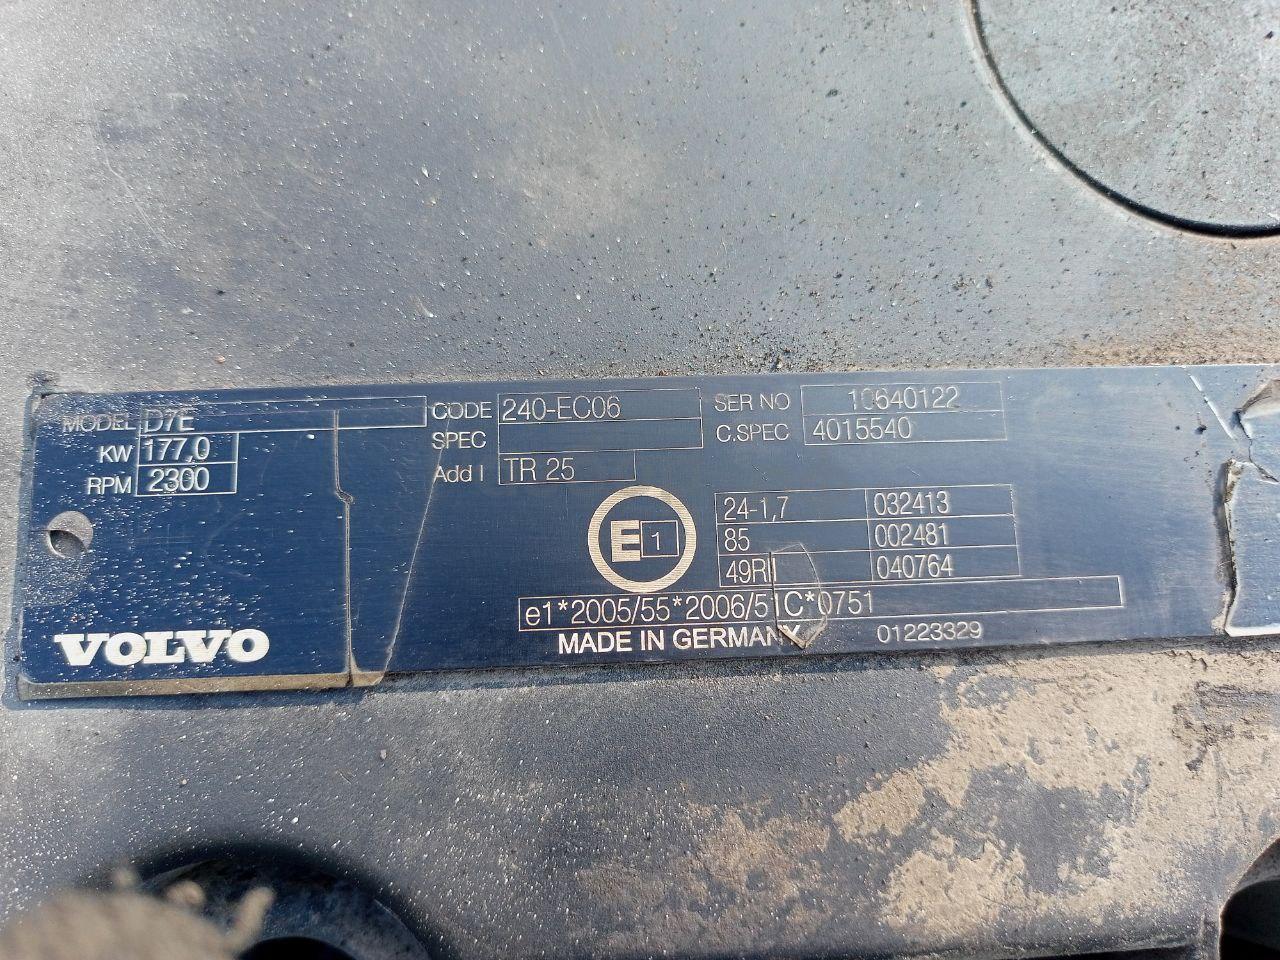 MODEL D7E CODE 240-EC06 SER NO 10640122
KW 177,0 SPEC C.SPEC 4015540
RPM 2300 Add I TR 25
E 1
24-1,7 032413
85 002481
49RII 040764
e1*2005/55*2006/51C*0751
VOLVO MADE IN GERMANY 01223329